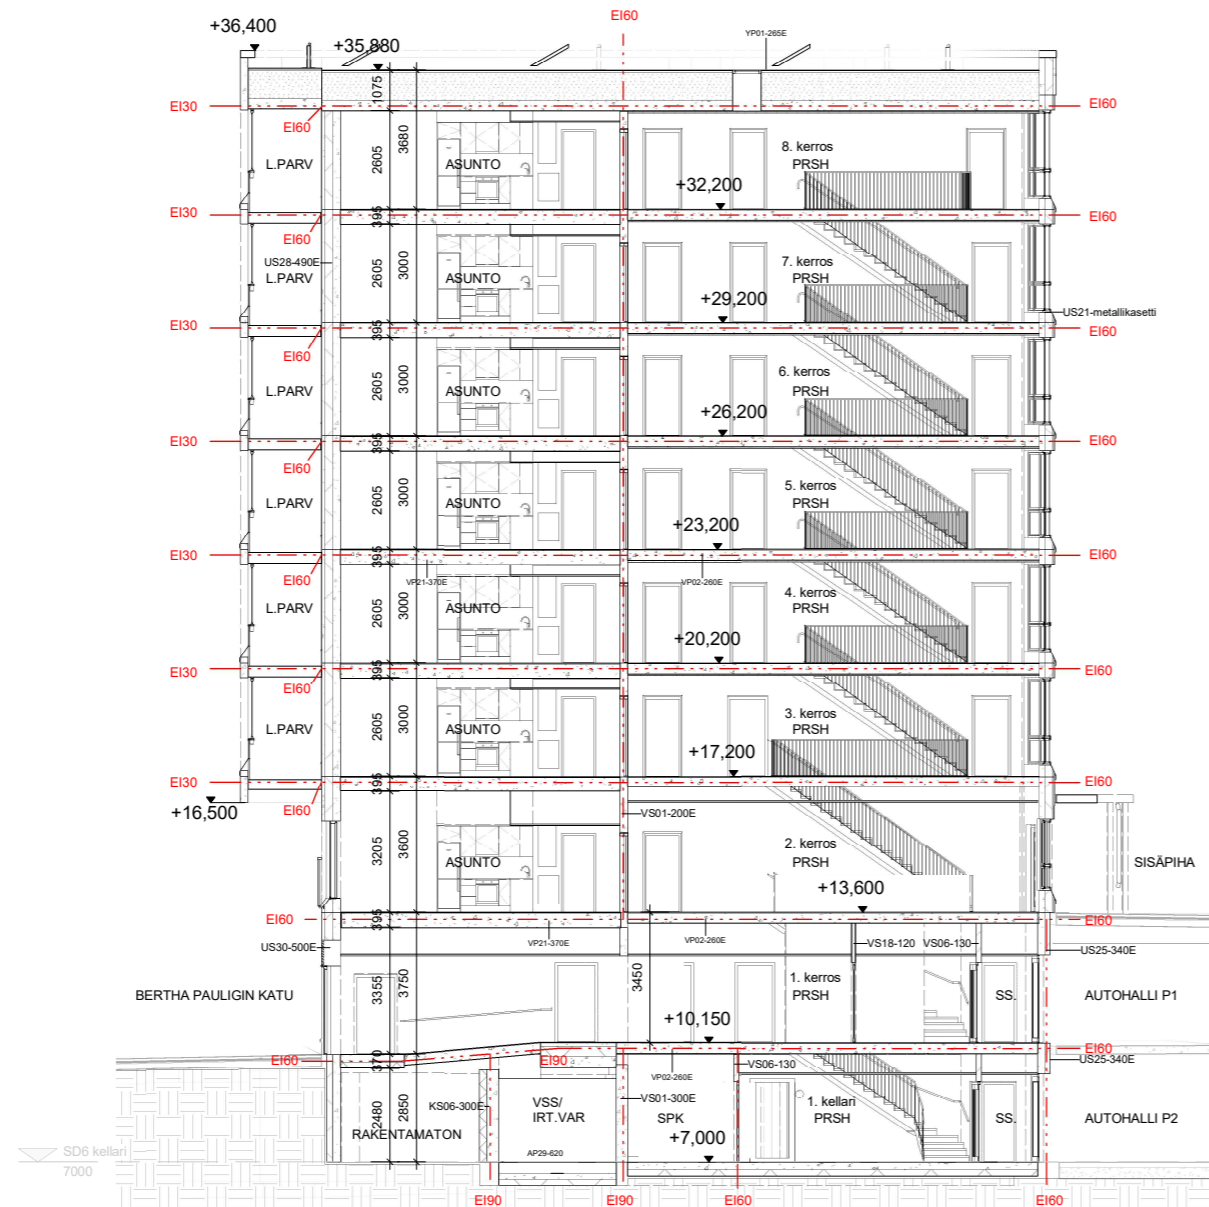 EI60
+36,400
YP01-265E
+35,880
1075
EI30
EI60
EI60
3680
2605
L.PARV
ASUNTO
8. kerros
PRSH
+32,200
EI30
395
EI60
EI60
US28-490E
L.PARV
2605
3000
ASUNTO
7. kerros
PRSH
+29,200
US21-metallikasetti
EI30
395
EI60
EI60
L.PARV
2605
3000
ASUNTO
6. kerros
PRSH
+26,200
EI30
395
EI60
EI60
L.PARV
2605
3000
ASUNTO
5. kerros
PRSH
+23,200
EI30
395
EI60
EI60
VP21-370E
VP02-260E
L.PARV
2605
3000
ASUNTO
4. kerros
PRSH
+20,200
EI30
395
EI60
EI60
L.PARV
2605
3000
ASUNTO
3. kerros
PRSH
+17,200
EI30
395
EI60
EI60
+16,500
VS01-200E
3205
3600
ASUNTO
2. kerros
PRSH
SISÄPIHA
+13,600
EI60
395
EI60
US30-500E
VP21-370E
VP02-260E
VS18-120
VS06-130
US25-340E
BERTHA PAULIGIN KATU
3355
3750
3450
1. kerros
PRSH
SS.
AUTOHALLI P1
+10,150
EI60
370
EI90
EI60
US25-340E
VP02-260E
VS06-130
KS06-300E
VS01-300E
2480
2850
VSS/
IRT.VAR
SPK
1. kellari
PRSH
SS.
AUTOHALLI P2
RAKENTAMATON
+7,000
AP29-620
SD6 kellari
7000
EI90
EI90
EI60
EI60